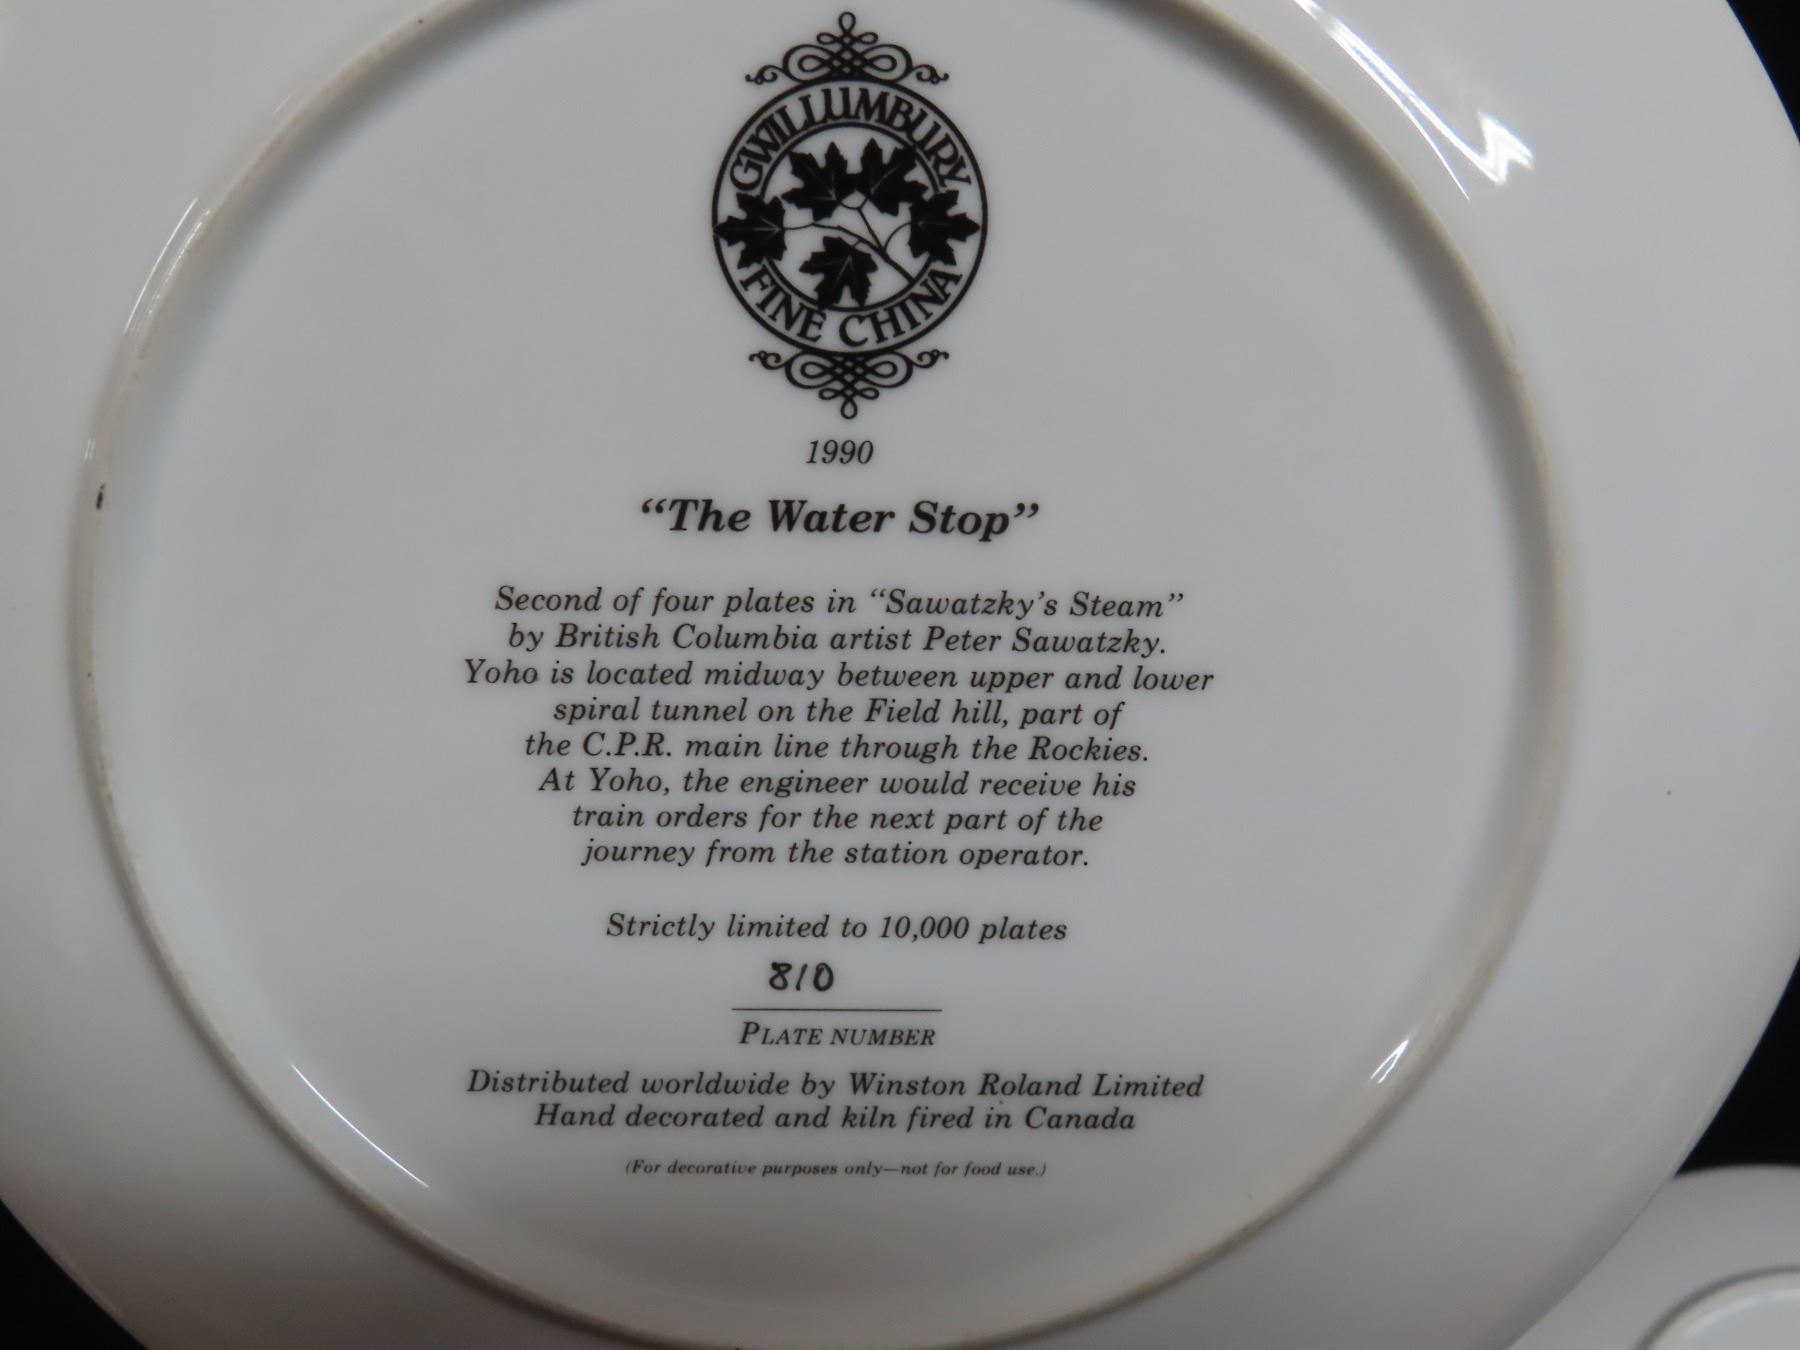 GWILLUMBURY
FINE CHINA
1990
“The Water Stop”
Second of four plates in “Sawatzky’s Steam”
by British Columbia artist Peter Sawatzky.
Yoho is located midway between upper and lower
spiral tunnel on the Field hill, part of
the C.P.R. main line through the Rockies.
At Yoho, the engineer would receive his
train orders for the next part of the
journey from the station operator.
Strictly limited to 10,000 plates
810
PLATE NUMBER
Distributed worldwide by Winston Roland Limited
Hand decorated and kiln fired in Canada
(For decorative purposes only—not for food use.)